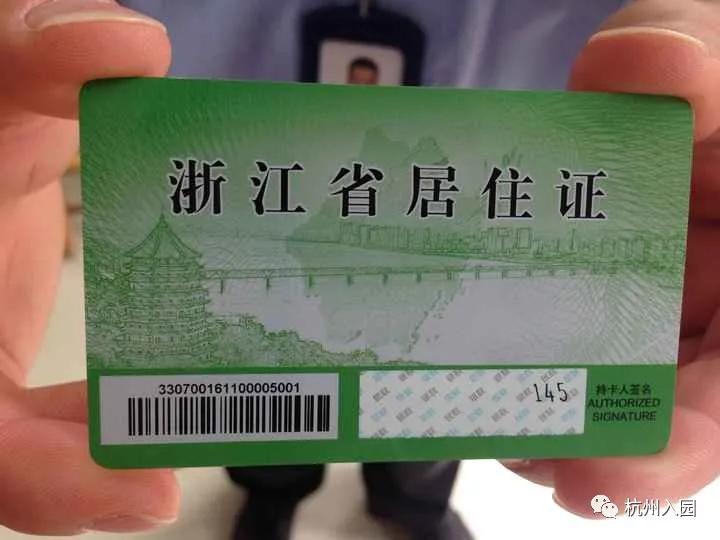 浙江省居住证
330700161100005001
145
持卡人签名
AUTHORIZED
SIGNATURE
杭州入园